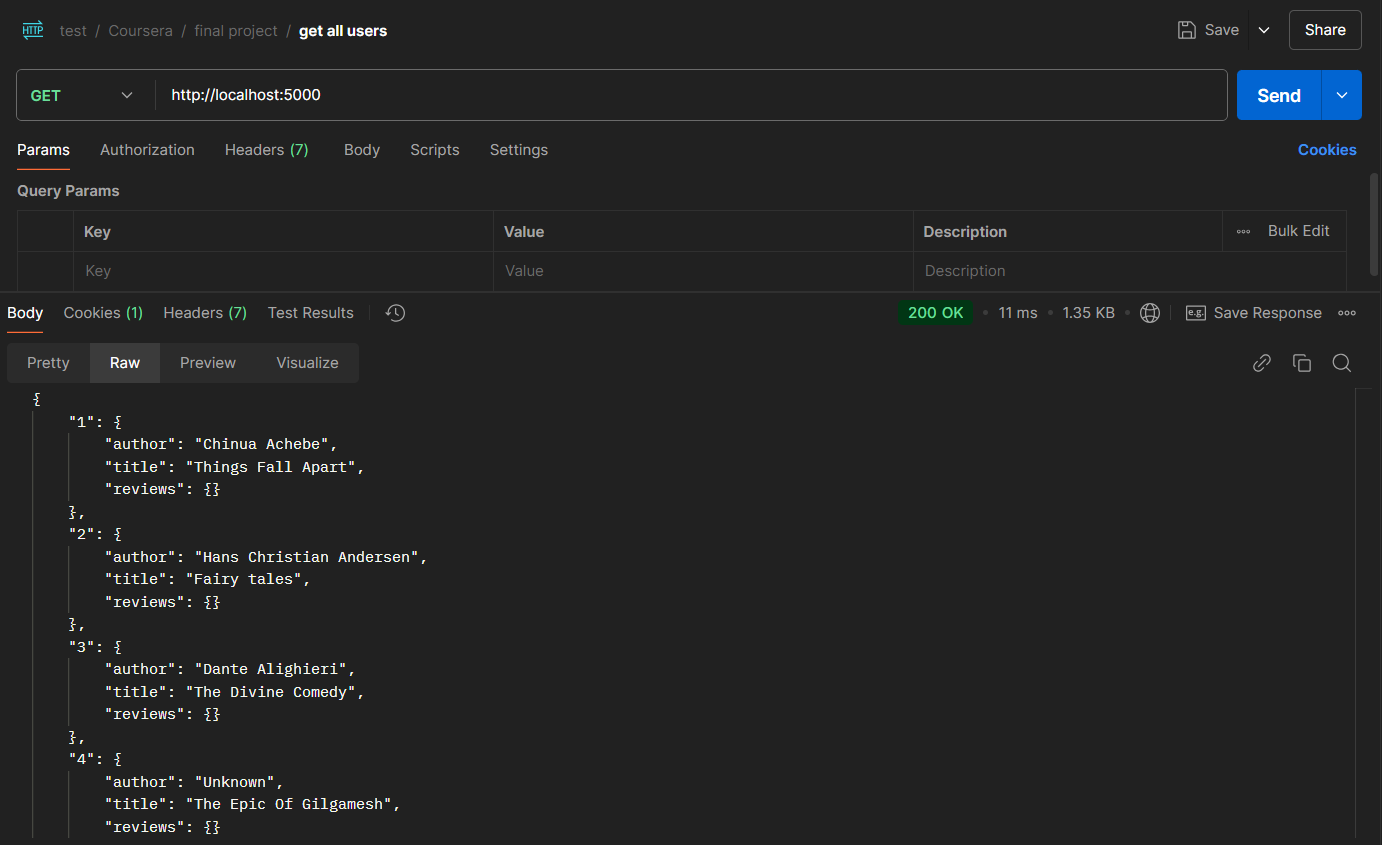 HTTP test / Coursera / final project / get all users Save Share
GET http://localhost:5000 Send
Params Authorization Headers (7) Body Scripts Settings Cookies
Query Params
Key Value Description Bulk Edit
Key Value Description
Body Cookies (1) Headers (7) Test Results 200 OK 11 ms 1.35 KB e.g. Save Response
Pretty Raw Preview Visualize
{
"1": {
"author": "Chinua Achebe",
"title": "Things Fall Apart",
"reviews": {}
},
"2": {
"author": "Hans Christian Andersen",
"title": "Fairy tales",
"reviews": {}
},
"3": {
"author": "Dante Alighieri",
"title": "The Divine Comedy",
"reviews": {}
},
"4": {
"author": "Unknown",
"title": "The Epic Of Gilgamesh",
"reviews": {}